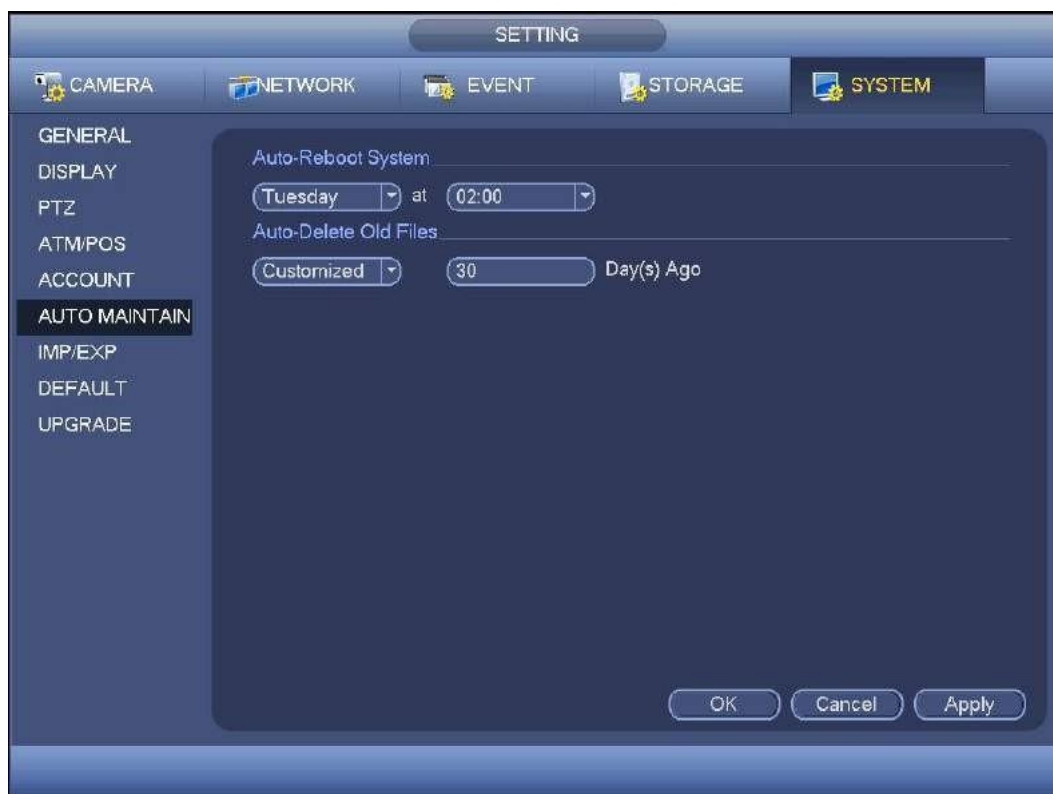 SETTING
CAMERA NETWORK EVENT STORAGE SYSTEM
GENERAL
DISPLAY
PTZ
ATM/POS
ACCOUNT
AUTO MAINTAIN
IMP/EXP
DEFAULT
UPGRADE
Auto-Reboot System
Tuesday at 02:00
Auto-Delete Old Files
Customized 30 Day(s) Ago
OK Cancel Apply